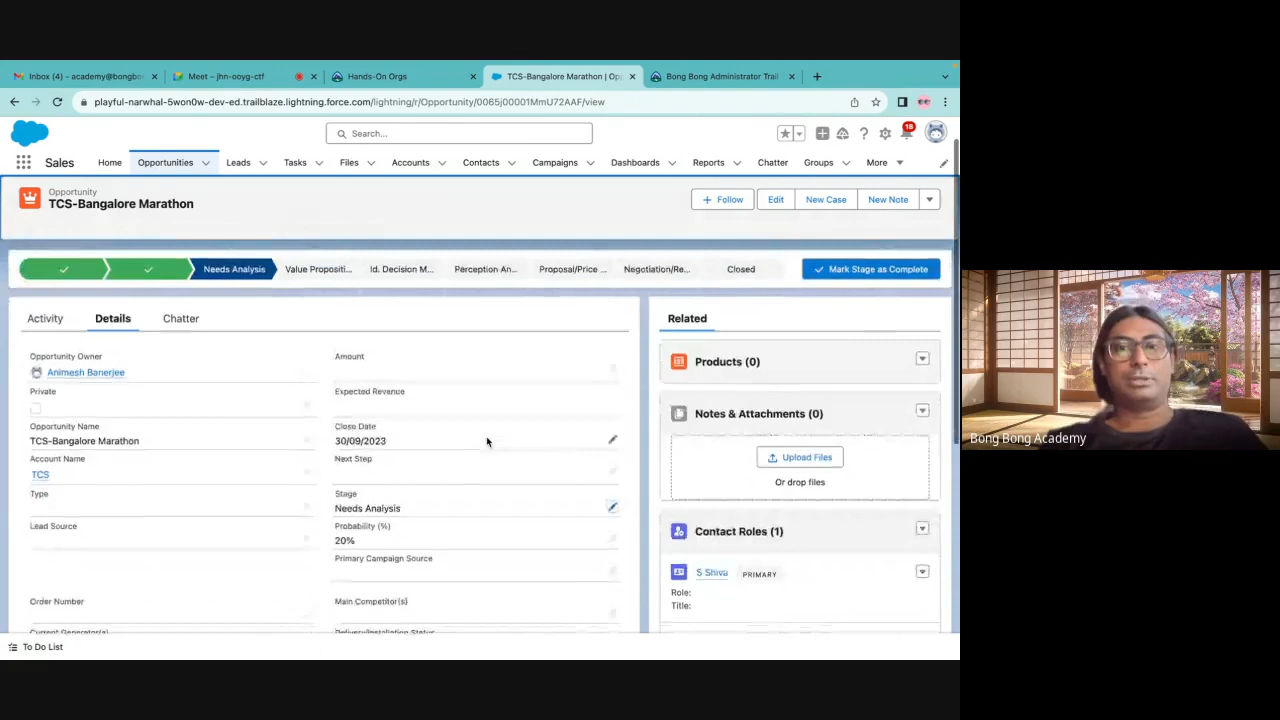 Inbox (4) - academy@bongbo
Meet – jhn-ooyg-ctf
Hands-On Orgs
TCS-Bangalore Marathon | Opp
Bong Bong Administrator Trail
playful-narwhal-5won0w-dev-ed.trailblaze.lightning.force.com/lightning/r/Opportunity/0065j00001MmU72AAF/view
Search...
18
Sales
Home
Opportunities
Leads
Tasks
Files
Accounts
Contacts
Campaigns
Dashboards
Reports
Chatter
Groups
More
Opportunity
TCS-Bangalore Marathon
+ Follow
Edit
New Case
New Note
Needs Analysis
Value Propositi...
Id. Decision M...
Perception An...
Proposal/Price ...
Negotiation/Re...
Closed
Mark Stage as Complete
Activity
Details
Chatter
Opportunity Owner
Animesh Banerjee
Private
Opportunity Name
TCS-Bangalore Marathon
Account Name
TCS
Type
Lead Source
Order Number
Current Generator(s)
Amount
Expected Revenue
Close Date
30/09/2023
Next Step
Stage
Needs Analysis
Probability (%)
20%
Primary Campaign Source
Main Competitor(s)
Delivery/Installation Status
Related
Products (0)
Notes & Attachments (0)
Upload Files
Or drop files
Contact Roles (1)
S Shiva
PRIMARY
Role:
Title:
To Do List
Bong Bong Academy